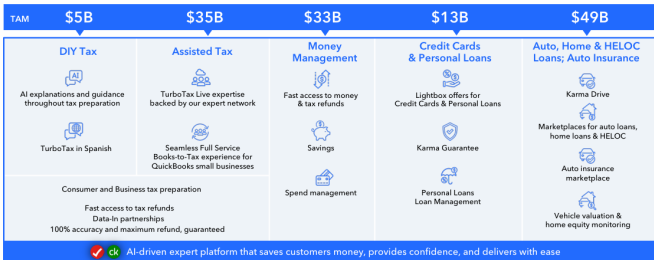 TAM $5B $35B $33B $13B $49B
DIY Tax
AI
AI explanations and guidance
throughout tax preparation
TurboTax in Spanish
Assisted Tax
TurboTax Live expertise
backed by our expert network
Seamless Full Service
Books-to-Tax experience for
QuickBooks small businesses
Consumer and Business tax preparation
Fast access to tax refunds
Data-In partnerships
100% accuracy and maximum refund, guaranteed
Money
Management
Fast access to money
& tax refunds
Savings
Spend management
Credit Cards
& Personal Loans
Lightbox offers for
Credit Cards & Personal Loans
Karma Guarantee
Personal Loans
Loan Management
Auto, Home & HELOC
Loans; Auto Insurance
Karma Drive
Marketplaces for auto loans,
home loans & HELOC
Auto insurance
marketplace
Vehicle valuation &
home equity monitoring
ck AI-driven expert platform that saves customers money, provides confidence, and delivers with ease